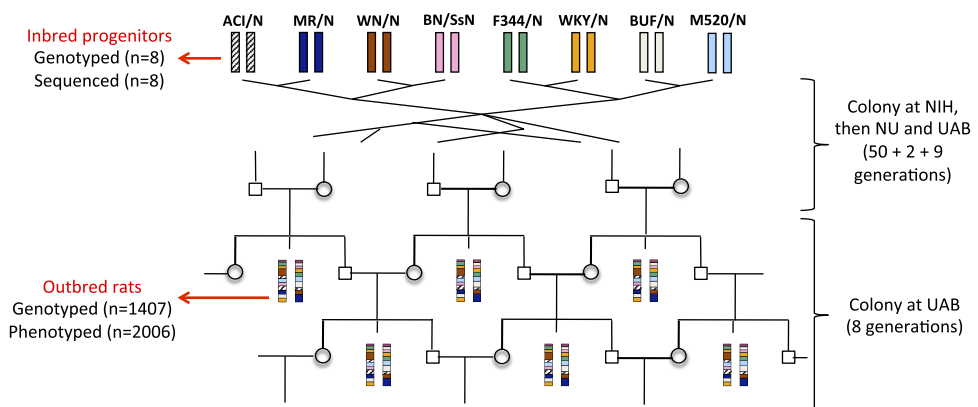 ACI/N MR/N WN/N BN/SsN F344/N WKY/N BUF/N M520/N
Inbred progenitors
Genotyped (n=8)
Sequenced (n=8)
Colony at NIH,
then NU and UAB
(50 + 2 + 9
generations)
Outbred rats
Genotyped (n=1407)
Phenotyped (n=2006)
Colony at UAB
(8 generations)